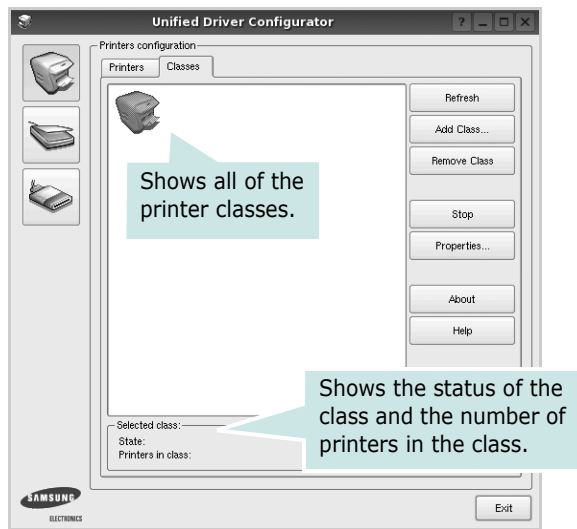 Unified Driver Configurator
Printers configuration
Printers
Classes
Refresh
Add Class...
Remove Class
Stop
Properties...
About
Help
Shows all of the
printer classes.
Shows the status of the
class and the number of
printers in the class.
Selected class:
State:
Printers in class:
SAMSUNG
ELECTRONICS
Exit